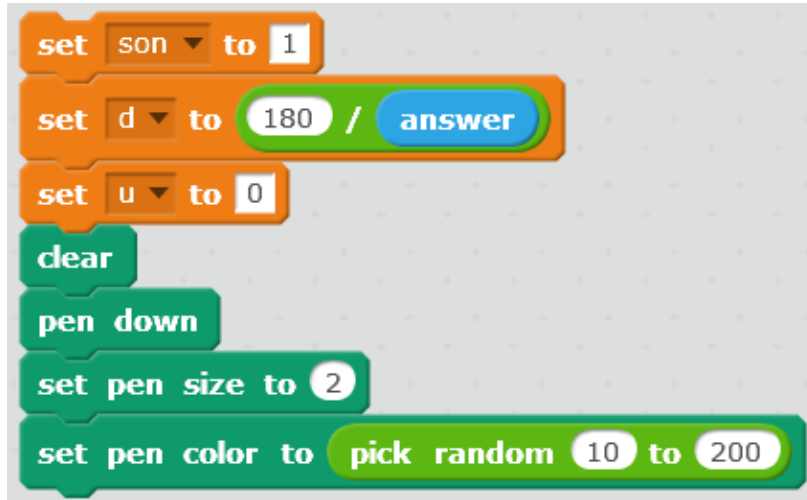 set son to 1
set d to 180 / answer
set u to 0
clear
pen down
set pen size to 2
set pen color to pick random 10 to 200